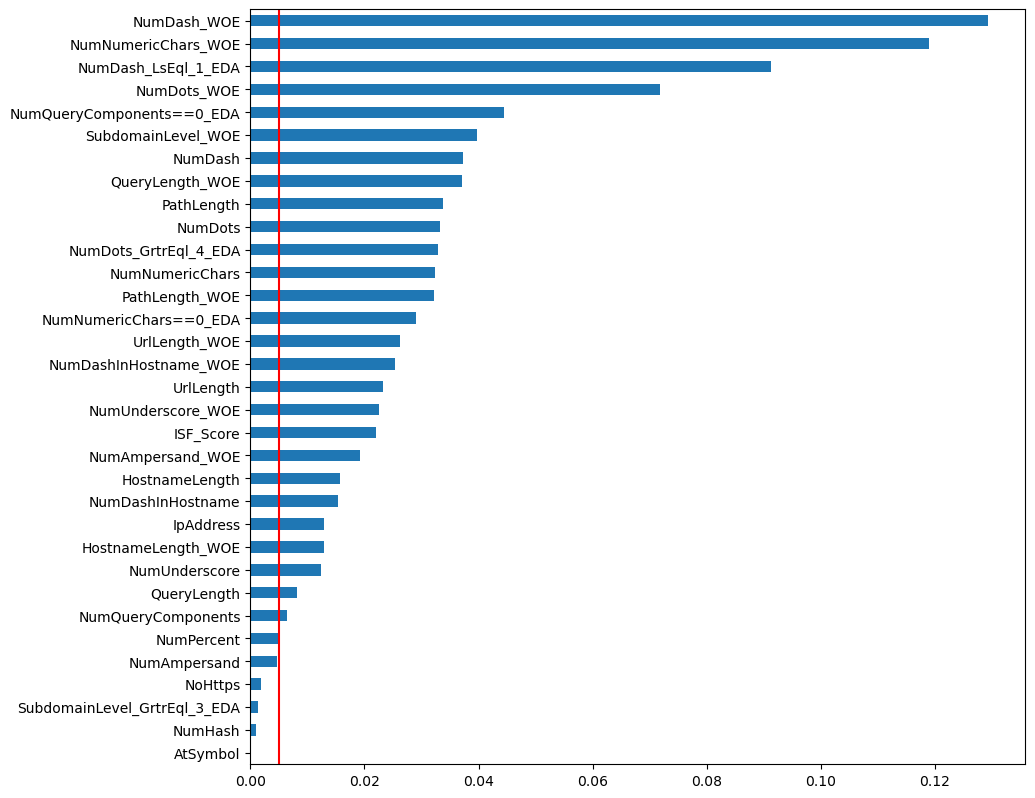 NumDash_WOE
NumNumericChars_WOE
NumDash_LsEql_1_EDA
NumDots_WOE
NumQueryComponents==0_EDA
SubdomainLevel_WOE
NumDash
QueryLength_WOE
PathLength
NumDots
NumDots_GrtrEql_4_EDA
NumNumericChars
PathLength_WOE
NumNumericChars==0_EDA
UrlLength_WOE
NumDashInHostname_WOE
UrlLength
NumUnderscore_WOE
ISF_Score
NumAmpersand_WOE
HostnameLength
NumDashInHostname
IpAddress
HostnameLength_WOE
NumUnderscore
QueryLength
NumQueryComponents
NumPercent
NumAmpersand
NoHttps
SubdomainLevel_GrtrEql_3_EDA
NumHash
AtSymbol
0.00 0.02 0.04 0.06 0.08 0.10 0.12